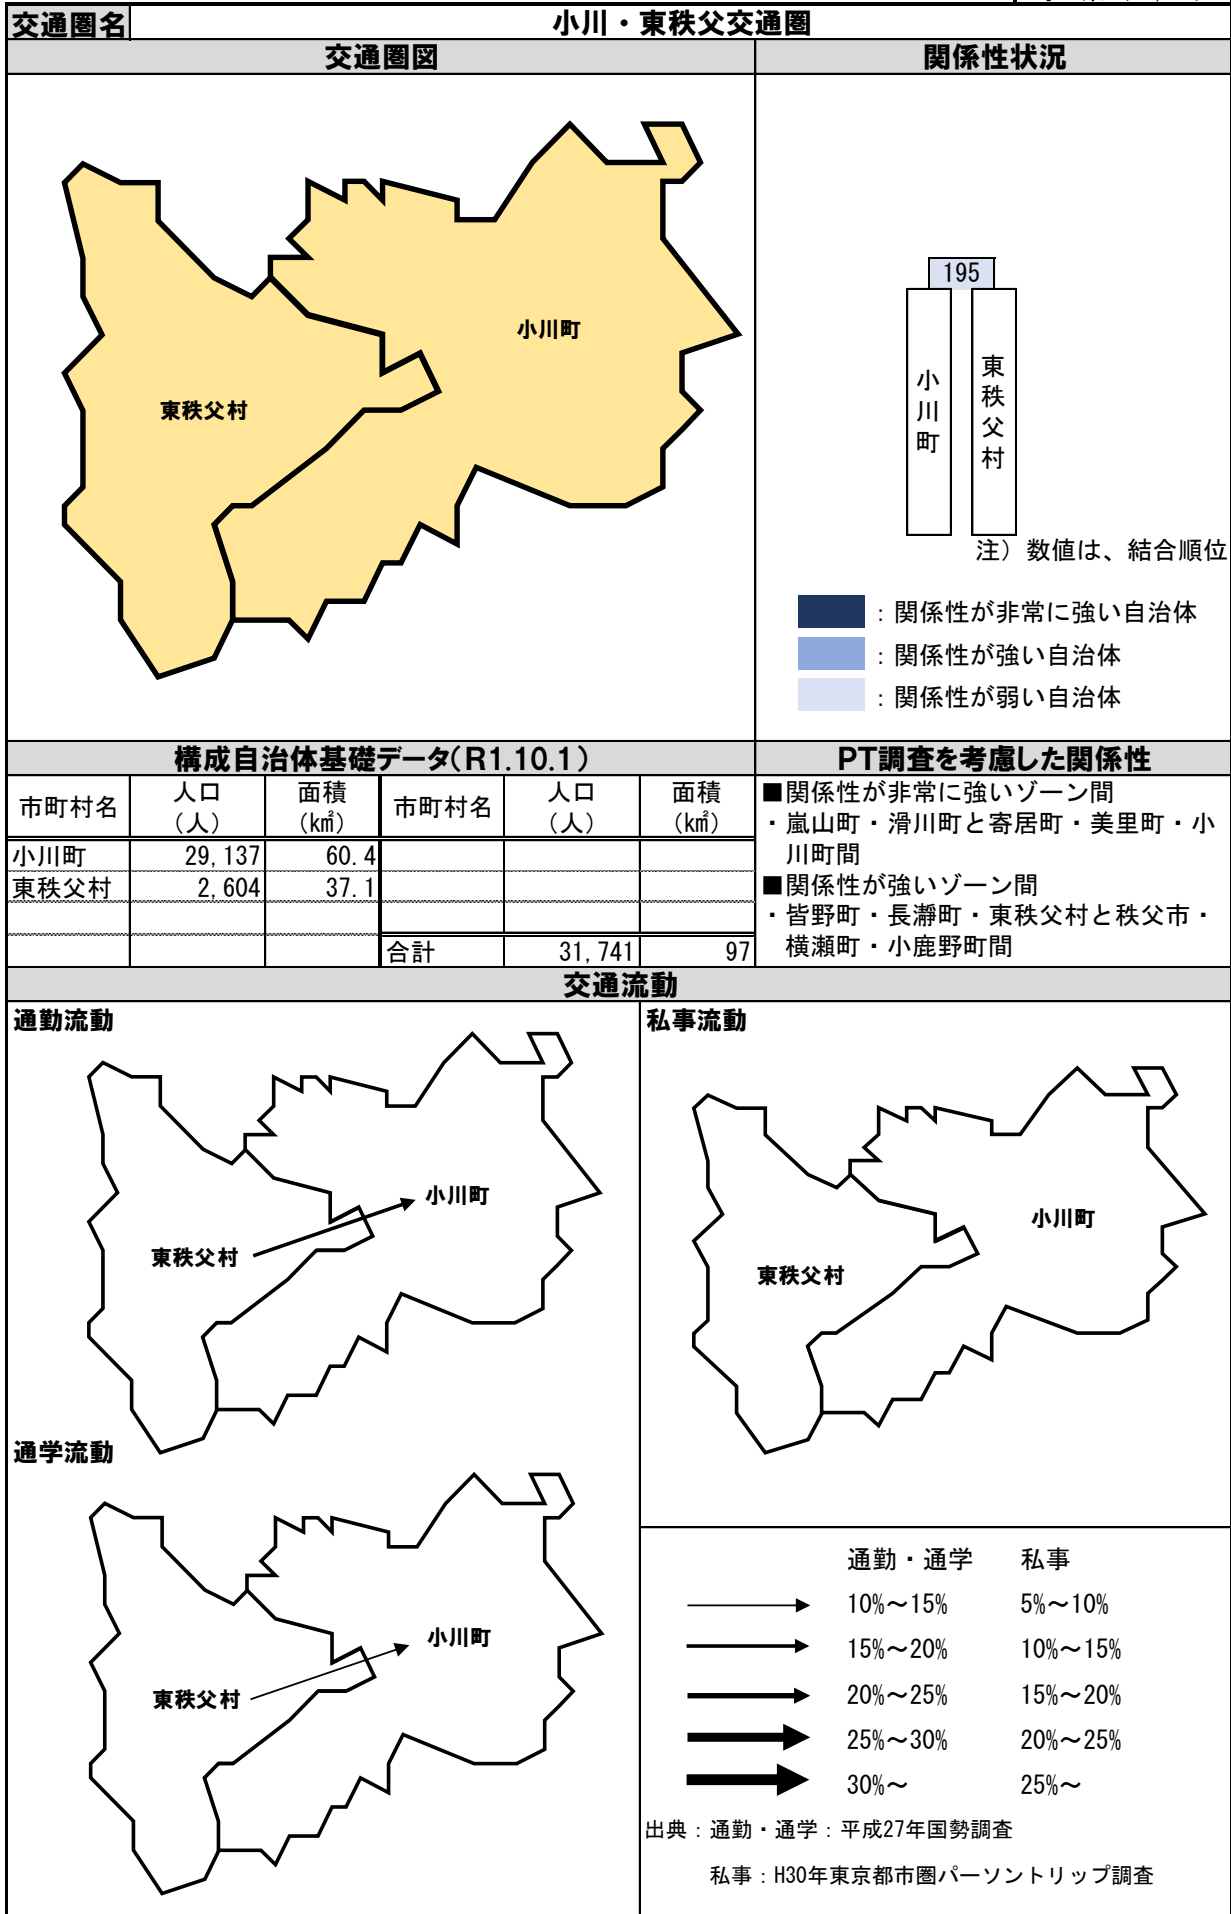 交通圏名
小川・東秩父交通圏
交通圏図
関係性状況
小川町
東秩父村
195
小川町
東秩父村
注）数値は、結合順位
：関係性が非常に強い自治体
：関係性が強い自治体
：関係性が弱い自治体
構成自治体基礎データ(R1.10.1)
市町村名 人口（人） 面積（㎢） 市町村名 人口（人） 面積（㎢）
小川町 29,137 60.4
東秩父村 2,604 37.1
合計 31,741 97
PT調査を考慮した関係性
■関係性が非常に強いゾーン間
・嵐山町・滑川町と寄居町・美里町・小
川町間
■関係性が強いゾーン間
・皆野町・長瀞町・東秩父村と秩父市・
横瀬町・小鹿野町間
交通流動
通勤流動
小川町
東秩父村
私事流動
小川町
東秩父村
通学流動
小川町
東秩父村
通勤・通学 私事
10%～15% 5%～10%
15%～20% 10%～15%
20%～25% 15%～20%
25%～30% 20%～25%
30%～ 25%～
出典：通勤・通学：平成27年国勢調査
私事：H30年東京都市圏パーソントリップ調査